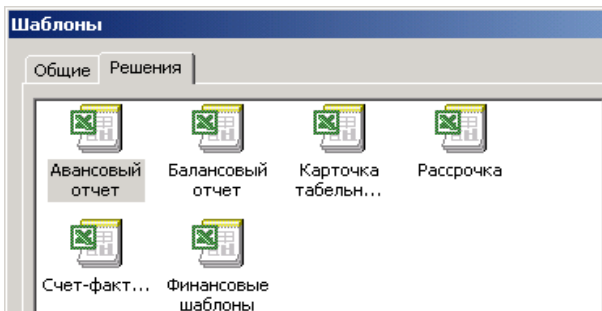 Шаблоны
Общие Решения
Авансовый отчет
Балансовый отчет
Карточка табельн...
Рассрочка
Счет-факт...
Финансовые шаблоны